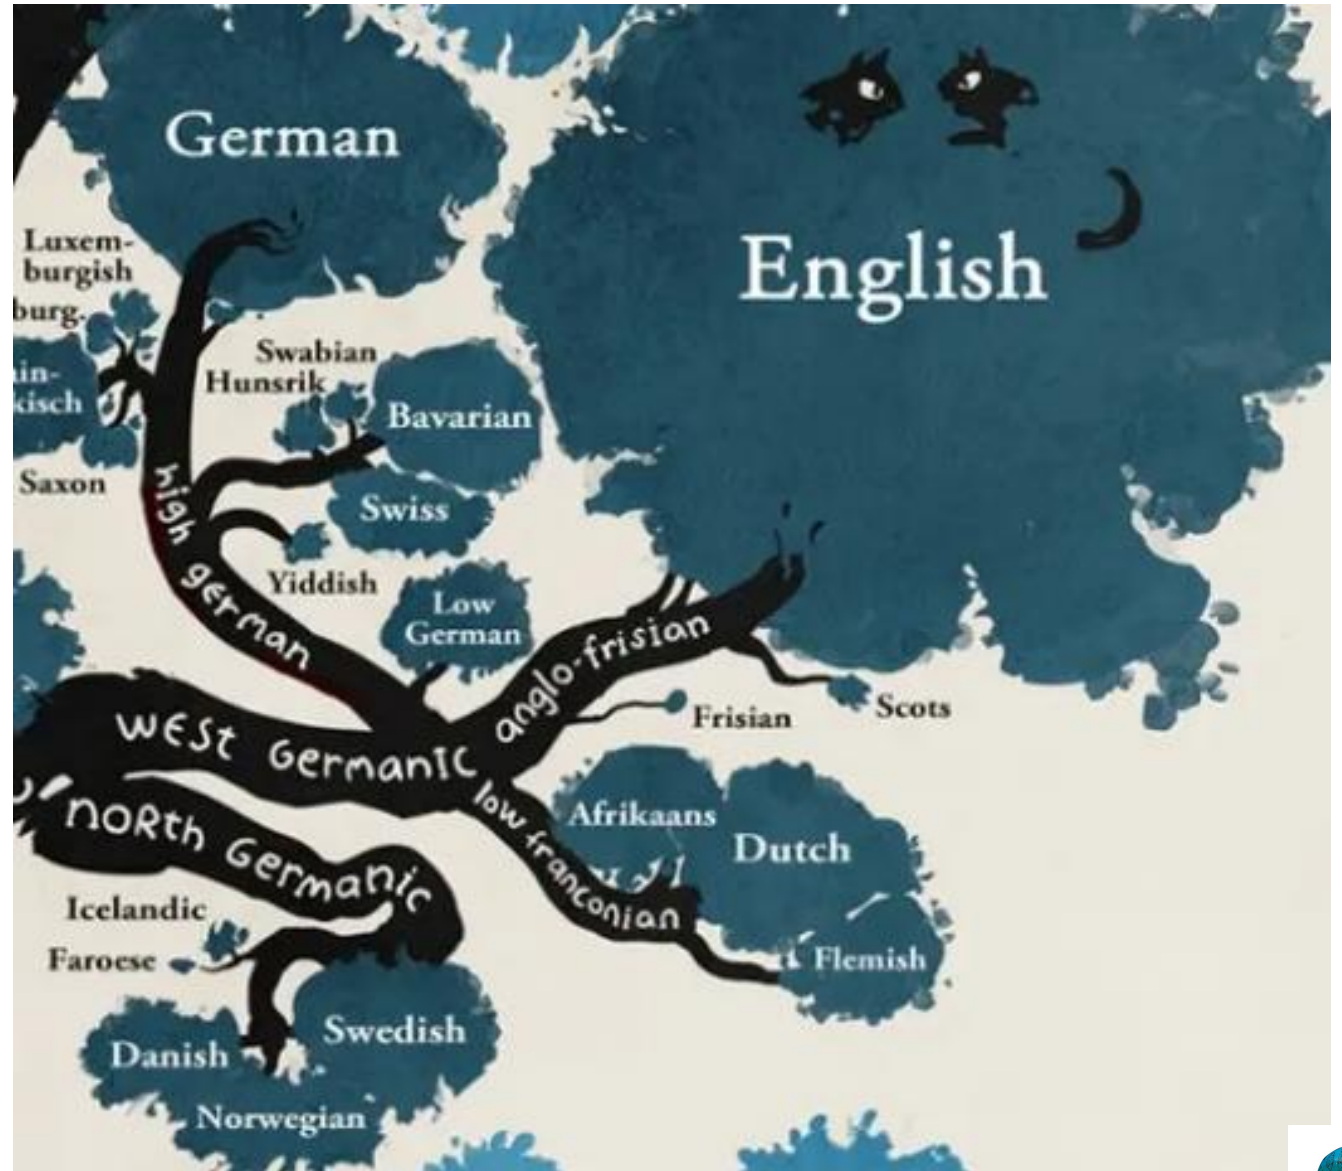 German
English
Luxem-
burgish
burg.
in-
kisch
Saxon
Swabian
Hunsrik
Bavarian
Swiss
Yiddish
Low
German
high german
anglo-frisian
Frisian
Scots
WESt GermanIC
low franconian
Afrikaans
Dutch
Flemish
noRth Germanic
Icelandic
Faroese
Swedish
Danish
Norwegian